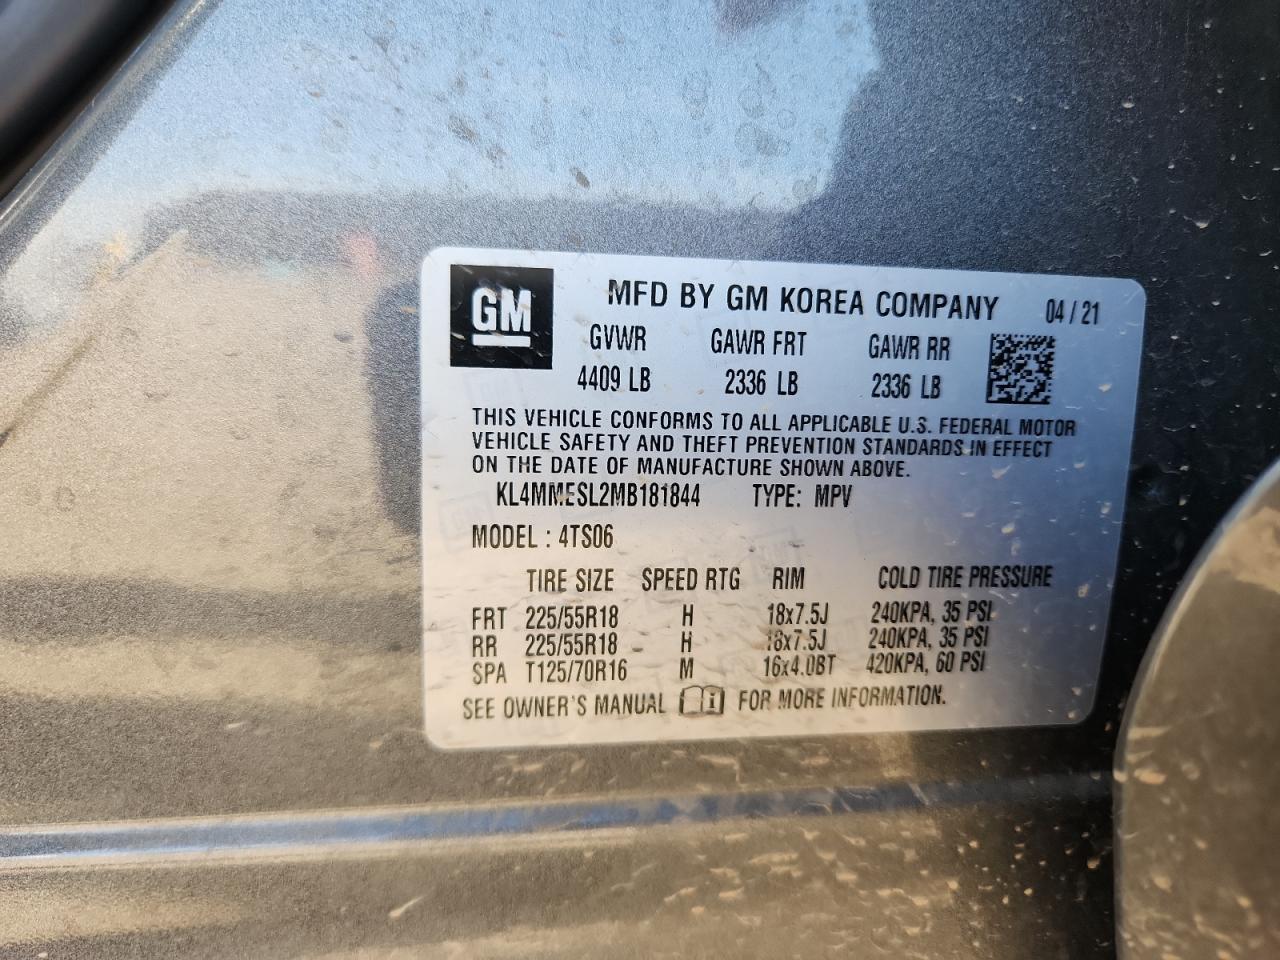 GM
MFD BY GM KOREA COMPANY 04/21
GVWR GAWR FRT GAWR RR
4409 LB 2336 LB 2336 LB
THIS VEHICLE CONFORMS TO ALL APPLICABLE U.S. FEDERAL MOTOR
VEHICLE SAFETY AND THEFT PREVENTION STANDARDS IN EFFECT
ON THE DATE OF MANUFACTURE SHOWN ABOVE.
KL4MMESL2MB181844 TYPE: MPV
MODEL : 4TS06
TIRE SIZE SPEED RTG RIM COLD TIRE PRESSURE
FRT 225/55R18 H 18x7.5J 240KPA, 35 PSI
RR 225/55R18 H 18x7.5J 240KPA, 35 PSI
SPA T125/70R16 M 16x4.0BT 420KPA, 60 PSI
SEE OWNER'S MANUAL FOR MORE INFORMATION.